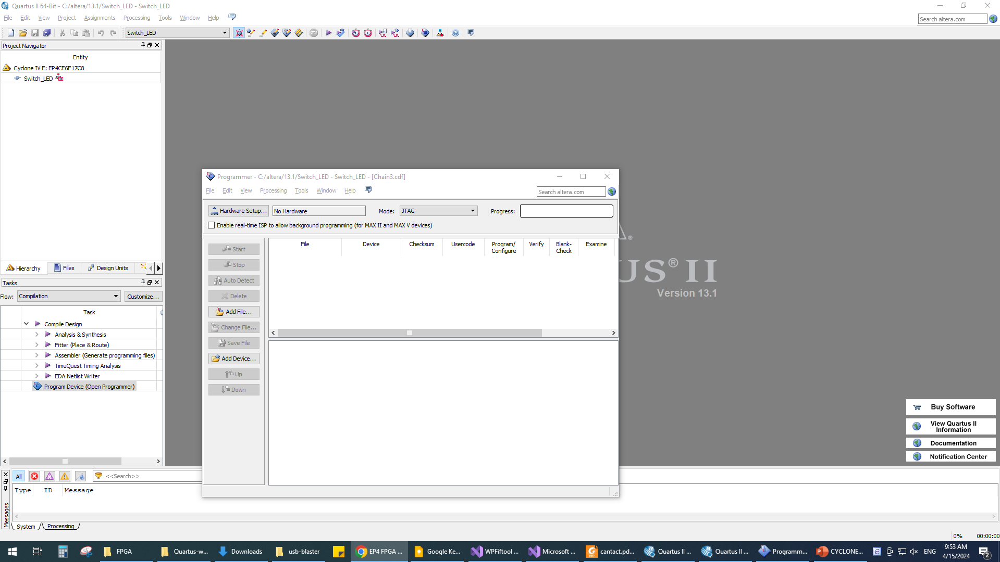 Quartus II 64-Bit - C:/altera/13.1/Switch_LED - Switch_LED
File Edit View Project Assignments Processing Tools Window Help
Search altera.com
Switch_LED
STOP
Project Navigator
Entity
Cyclone IV E: EP4CE6F17C8
Switch_LED
Hierarchy Files Design Units
Tasks
Flow: Compilation Customize...
Task
Compile Design
Analysis & Synthesis
Fitter (Place & Route)
Assembler (Generate programming files)
TimeQuest Timing Analysis
EDA Netlist Writer
Program Device (Open Programmer)
Programmer - C:/altera/13.1/Switch_LED - Switch_LED - [Chain3.cdf]
File Edit View Processing Tools Window Help
Search altera.com
Hardware Setup... No Hardware Mode: JTAG Progress:
Enable real-time ISP to allow background programming (for MAX II and MAX V devices)
Start
Stop
Auto Detect
Delete
Add File...
Change File...
Save File
Add Device...
Up
Down
File Device Checksum Usercode Program/ Configure Verify Blank- Check Examine
US® II
Version 13.1
Buy Software
View Quartus II
Information
Documentation
Notification Center
All <<Search>>
Type ID Message
Messages
System Processing
0% 00:00:00
FPGA Quartus-w... Downloads usb-blaster EP4 FPGA ... Google Ke... WPFiftool ... Microsoft ... cantact.pd... Quartus II ... Quartus II ... Programm... CYCLONE... ENG
9:53 AM
4/15/2024
2